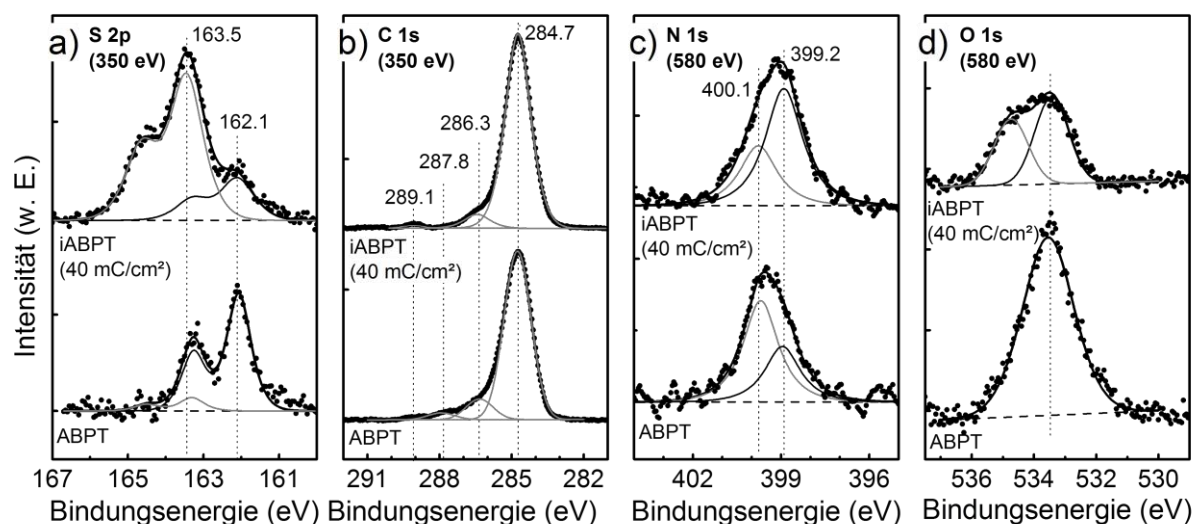 Intensität (w. E.)
a) S 2p
(350 eV)
163.5
162.1
iABPT
(40 mC/cm²)
ABPT
167 165 163 161
Bindungsenergie (eV)
b) C 1s
(350 eV)
284.7
286.3
287.8
289.1
iABPT
(40 mC/cm²)
ABPT
291 288 285 282
Bindungsenergie (eV)
c) N 1s
(580 eV)
399.2
400.1
iABPT
(40 mC/cm²)
ABPT
402 399 396
Bindungsenergie (eV)
d) O 1s
(580 eV)
iABPT
(40 mC/cm²)
ABPT
536 534 532 530
Bindungsenergie (eV)